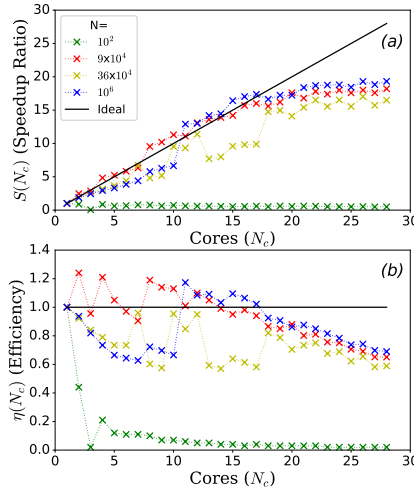 30
25
20
15
10
5
0
S(N_c) (Speedup Ratio)
N=
10^2
9x10^4
36x10^4
10^6
Ideal
(a)
0 5 10 15 20 25 30
Cores (N_c)
1.4
1.2
1.0
0.8
0.6
0.4
0.2
0.0
η(N_c) (Efficiency)
(b)
0 5 10 15 20 25 30
Cores (N_c)